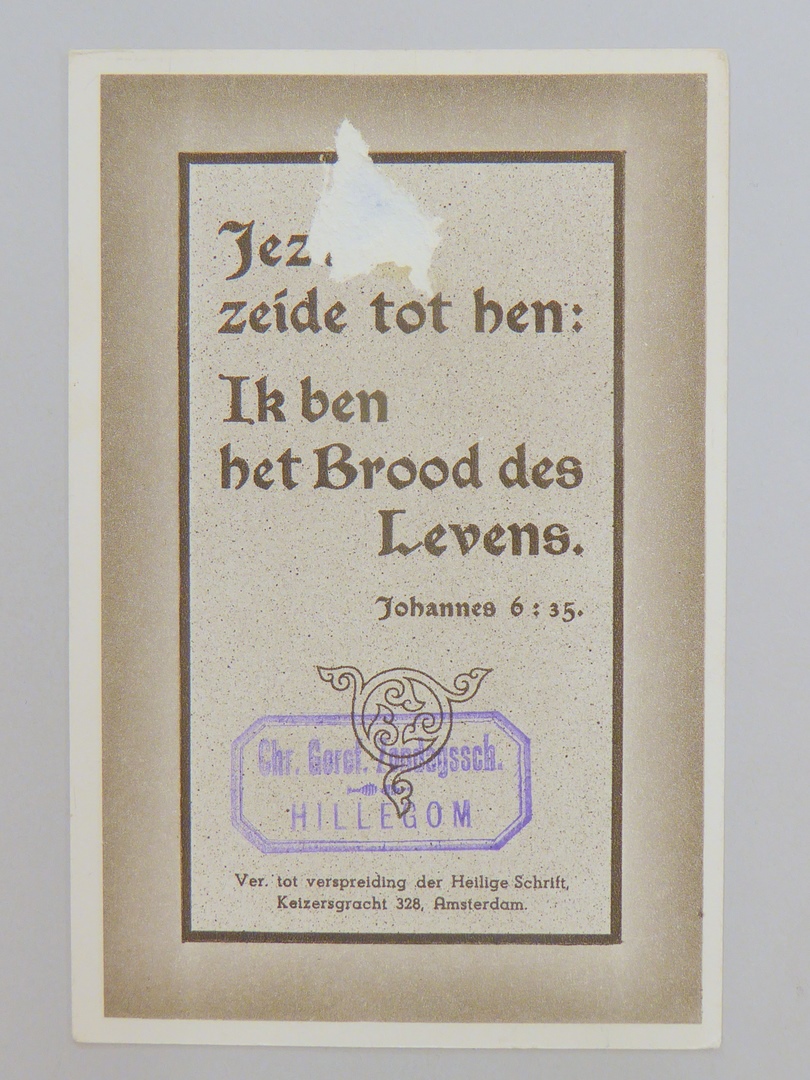 zeide tot hen:
Ik ben
het Brood des
Levens.
Johannes 6 : 35.
Chr. Geref. Zondagssch.
HILLEGOM
Ver. tot verspreiding der Heilige Schrift,
Keizersgracht 328, Amsterdam.